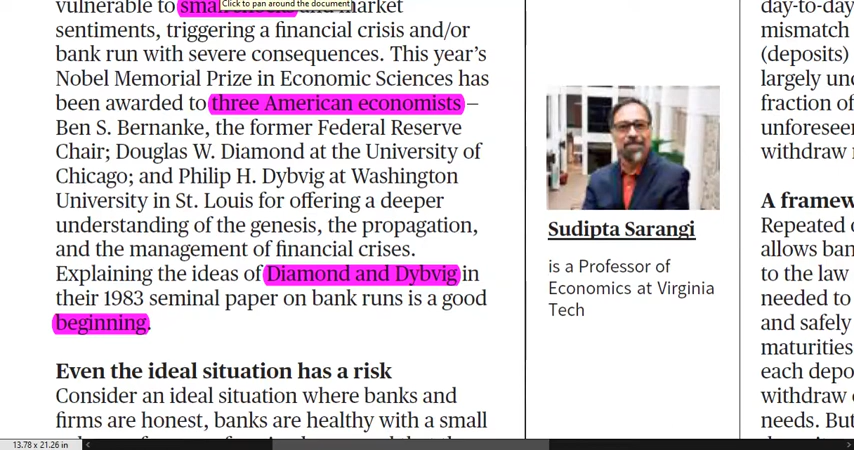 vulnerable to
Click to pan around the document
market
sentiments, triggering a financial crisis and/or
bank run with severe consequences. This year's
Nobel Memorial Prize in Economic Sciences has
been awarded to three American economists –
Ben S. Bernanke, the former Federal Reserve
Chair; Douglas W. Diamond at the University of
Chicago; and Philip H. Dybvig at Washington
University in St. Louis for offering a deeper
understanding of the genesis, the propagation,
and the management of financial crises.
Explaining the ideas of Diamond and Dybvig in
their 1983 seminal paper on bank runs is a good
beginning.
Even the ideal situation has a risk
Consider an ideal situation where banks and
firms are honest, banks are healthy with a small
Sudipta Sarangi
is a Professor of
Economics at Virginia
Tech
day-to-day
mismatch
(deposits)
largely
fraction of
withdraw
Repeated
allows
to the law
needed to
and safely
maturities
each
withdraw
needs. But
13.78 x 21.26 in